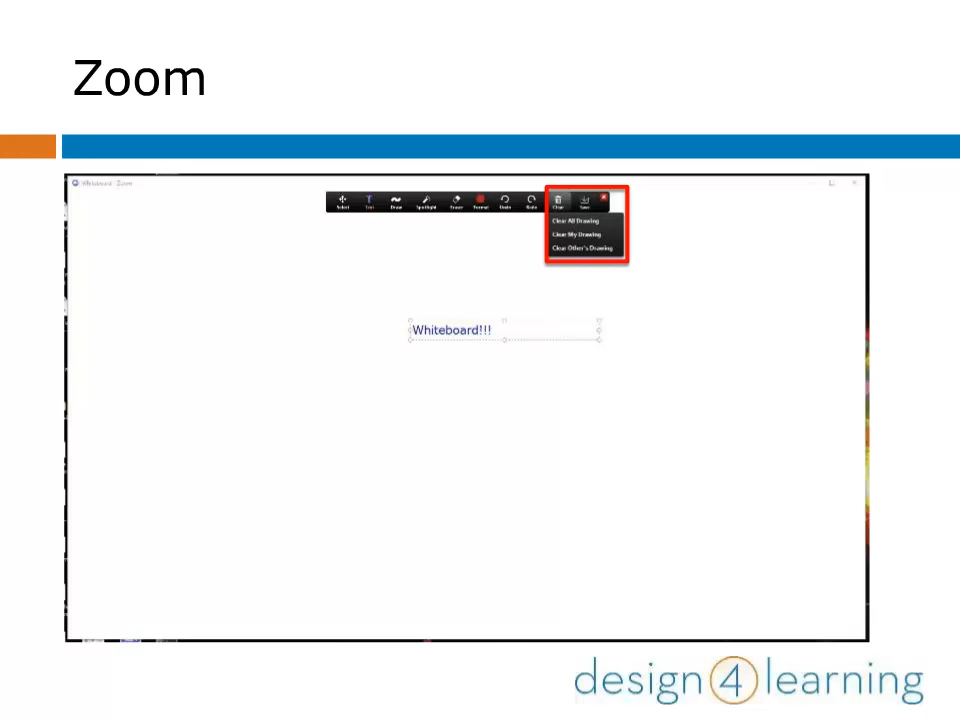 Zoom
Whiteboard - Zoom
Select Text Draw Spotlight Eraser Format Undo Redo Clear Save
Clear All Drawing
Clear My Drawing
Clear Other's Drawing
Whiteboard!!!
design 4 learning